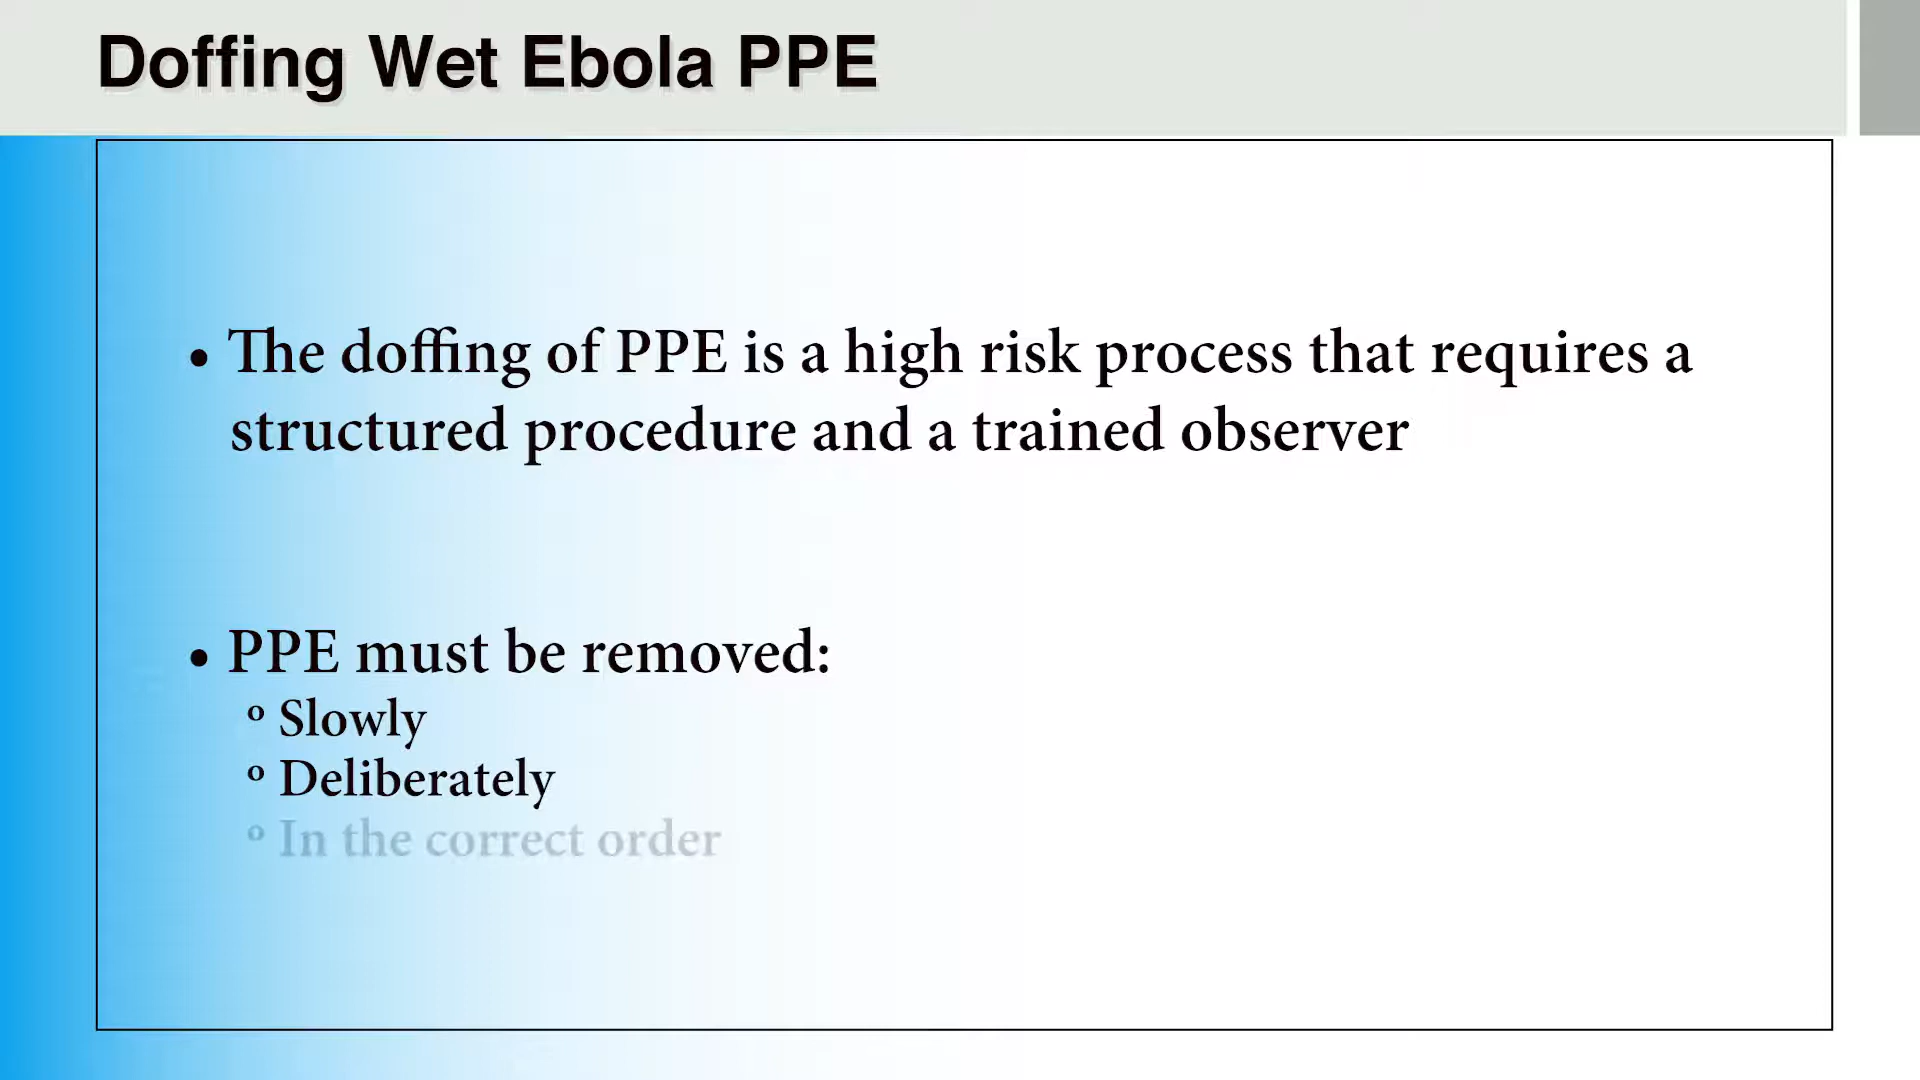 Doffing Wet Ebola PPE
• The doffing of PPE is a high risk process that requires a
structured procedure and a trained observer
• PPE must be removed:
o Slowly
o Deliberately
o In the correct order